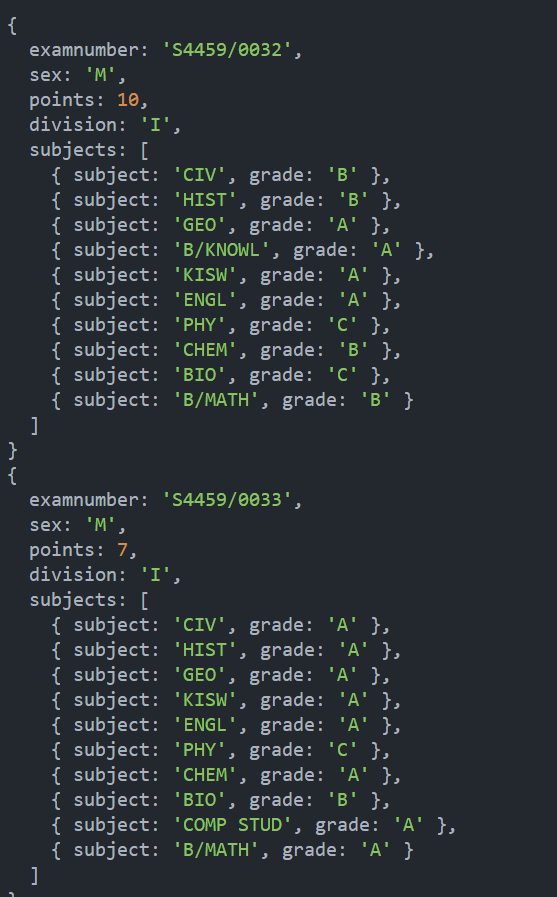 {
  examnumber: 'S4459/0032',
  sex: 'M',
  points: 10,
  division: 'I',
  subjects: [
    { subject: 'CIV', grade: 'B' },
    { subject: 'HIST', grade: 'B' },
    { subject: 'GEO', grade: 'A' },
    { subject: 'B/KNOWL', grade: 'A' },
    { subject: 'KISW', grade: 'A' },
    { subject: 'ENGL', grade: 'A' },
    { subject: 'PHY', grade: 'C' },
    { subject: 'CHEM', grade: 'B' },
    { subject: 'BIO', grade: 'C' },
    { subject: 'B/MATH', grade: 'B' }
  ]
}
{
  examnumber: 'S4459/0033',
  sex: 'M',
  points: 7,
  division: 'I',
  subjects: [
    { subject: 'CIV', grade: 'A' },
    { subject: 'HIST', grade: 'A' },
    { subject: 'GEO', grade: 'A' },
    { subject: 'KISW', grade: 'A' },
    { subject: 'ENGL', grade: 'A' },
    { subject: 'PHY', grade: 'C' },
    { subject: 'CHEM', grade: 'A' },
    { subject: 'BIO', grade: 'B' },
    { subject: 'COMP STUD', grade: 'A' },
    { subject: 'B/MATH', grade: 'A' }
  ]
}